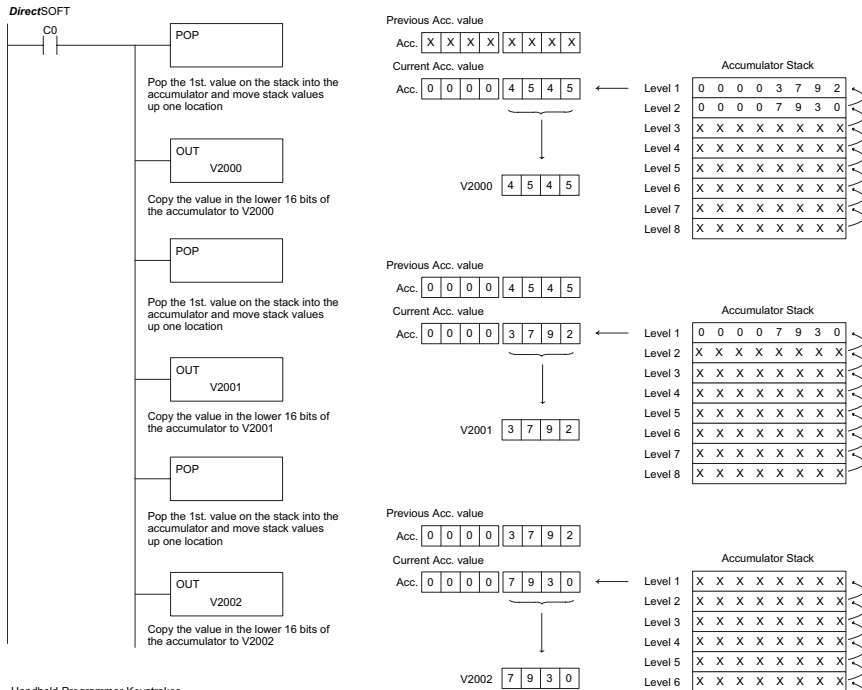 DirectSOFT
C0
POP
Pop the 1st. value on the stack into the
accumulator and move stack values
up one location
OUT
V2000
Copy the value in the lower 16 bits of
the accumulator to V2000
POP
Pop the 1st. value on the stack into the
accumulator and move stack values
up one location
OUT
V2001
Copy the value in the lower 16 bits of
the accumulator to V2001
POP
Pop the 1st. value on the stack into the
accumulator and move stack values
up one location
OUT
V2002
Copy the value in the lower 16 bits of
the accumulator to V2002
Previous Acc. value
Acc. X X X X X X X X
Current Acc. value
Acc. 0 0 0 0 4 5 4 5
V2000 4 5 4 5
Accumulator Stack
Level 1 0 0 0 0 3 7 9 2
Level 2 0 0 0 0 7 9 3 0
Level 3 X X X X X X X X
Level 4 X X X X X X X X
Level 5 X X X X X X X X
Level 6 X X X X X X X X
Level 7 X X X X X X X X
Level 8 X X X X X X X X
Previous Acc. value
Acc. 0 0 0 0 4 5 4 5
Current Acc. value
Acc. 0 0 0 0 3 7 9 2
V2001 3 7 9 2
Accumulator Stack
Level 1 0 0 0 0 7 9 3 0
Level 2 X X X X X X X X
Level 3 X X X X X X X X
Level 4 X X X X X X X X
Level 5 X X X X X X X X
Level 6 X X X X X X X X
Level 7 X X X X X X X X
Level 8 X X X X X X X X
Previous Acc. value
Acc. 0 0 0 0 3 7 9 2
Current Acc. value
Acc. 0 0 0 0 7 9 3 0
V2002 7 9 3 0
Accumulator Stack
Level 1 X X X X X X X X
Level 2 X X X X X X X X
Level 3 X X X X X X X X
Level 4 X X X X X X X X
Level 5 X X X X X X X X
Level 6 X X X X X X X X
Handheld Programmer Keystrokes